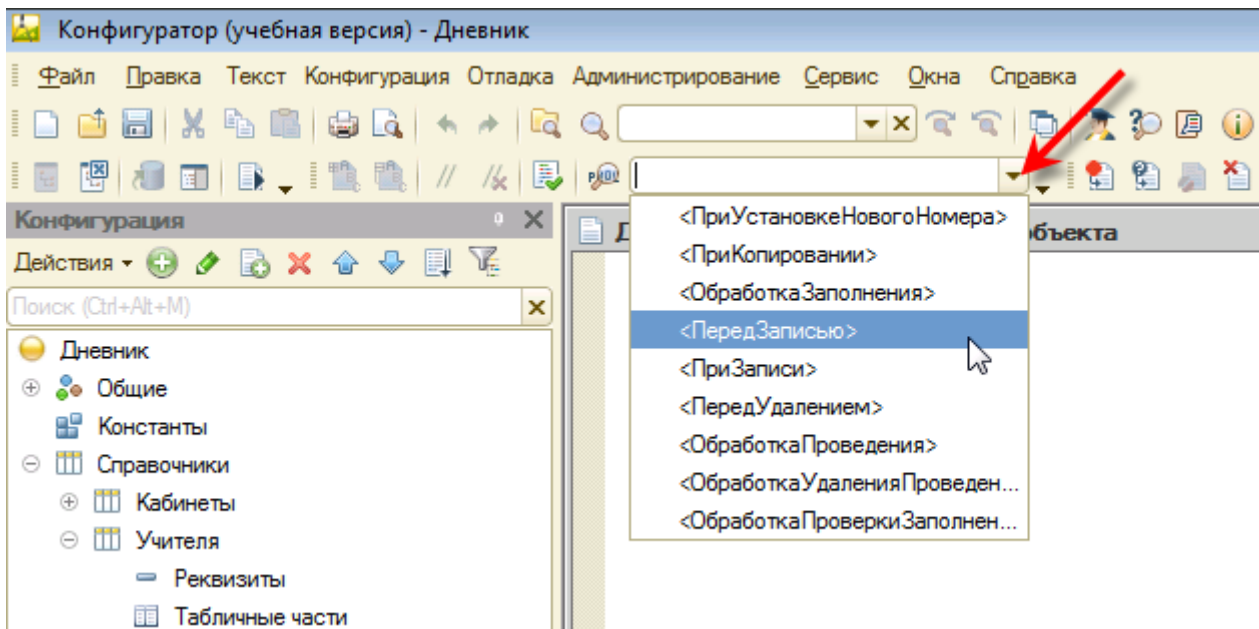 Конфигуратор (учебная версия) - Дневник
Файл Правка Текст Конфигурация Отладка Администрирование Сервис Окна Справка
Конфигурация
Действия
Поиск (Ctrl+Alt+M)
Дневник
Общие
Константы
Справочники
Кабинеты
Учителя
Реквизиты
Табличные части
объекта
<ПриУстановкеНовогоНомера>
<ПриКопировании>
<ОбработкаЗаполнения>
<ПередЗаписью>
<ПриЗаписи>
<ПередУдалением>
<ОбработкаПроведения>
<ОбработкаУдаленияПроведен...
<ОбработкаПроверкиЗаполнен...